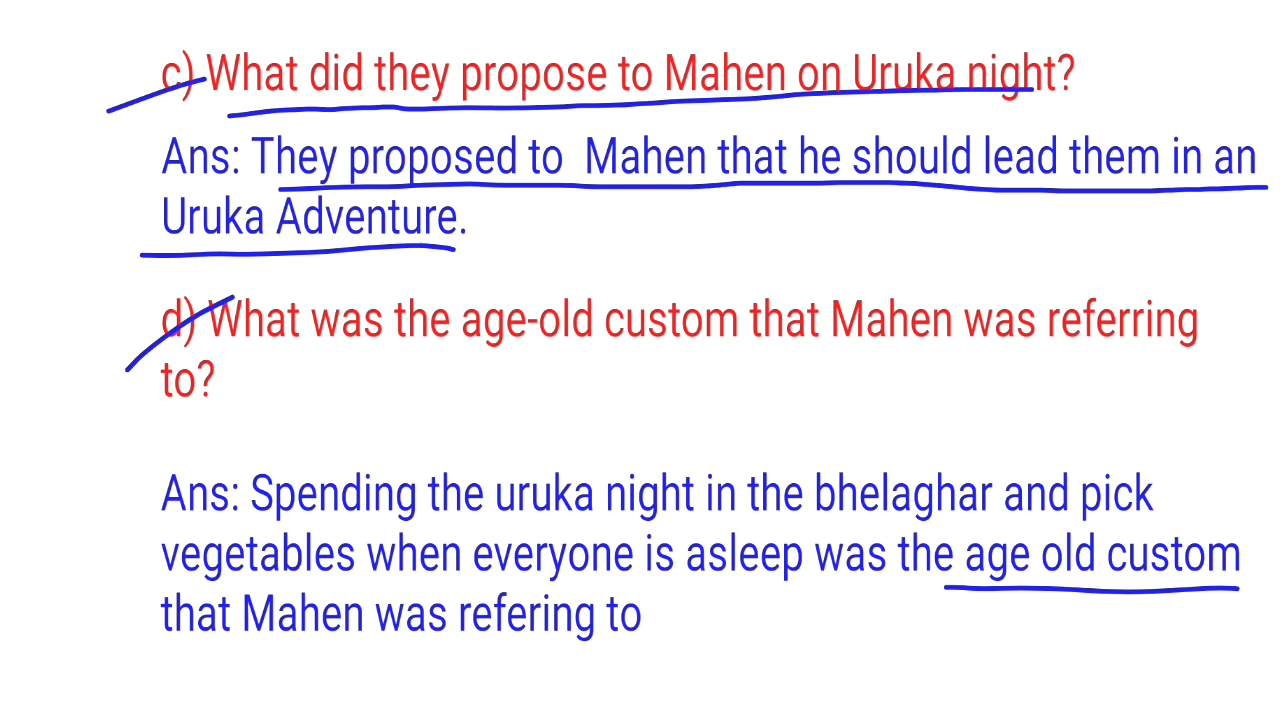 c) What did they propose to Mahen on Uruka night?
Ans: They proposed to Mahen that he should lead them in an
Uruka Adventure.
d) What was the age-old custom that Mahen was referring
to?
Ans: Spending the uruka night in the bhelaghar and pick
vegetables when everyone is asleep was the age old custom
that Mahen was refering to